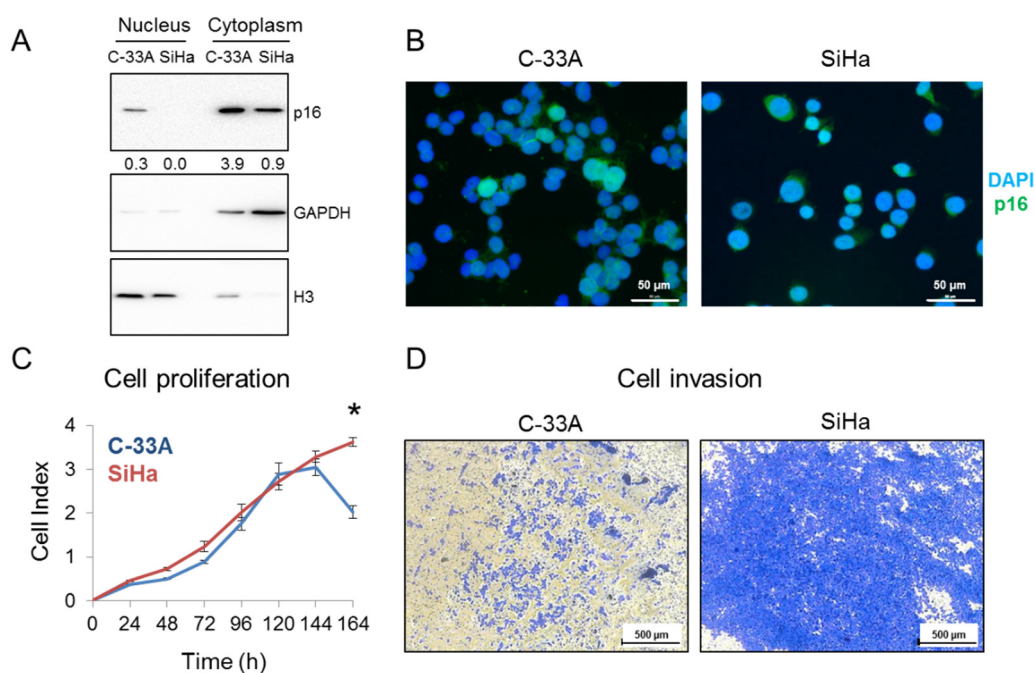 A
Nucleus Cytoplasm
C-33A SiHa C-33A SiHa
p16
0.3 0.0 3.9 0.9
GAPDH
H3
B
C-33A SiHa
50 µm 50 µm
DAPI
p16
C
Cell proliferation
*
C-33A
SiHa
Cell Index
4
3
2
1
0
0 24 48 72 96 120 144 164
Time (h)
D
Cell invasion
C-33A SiHa
500 µm 500 µm